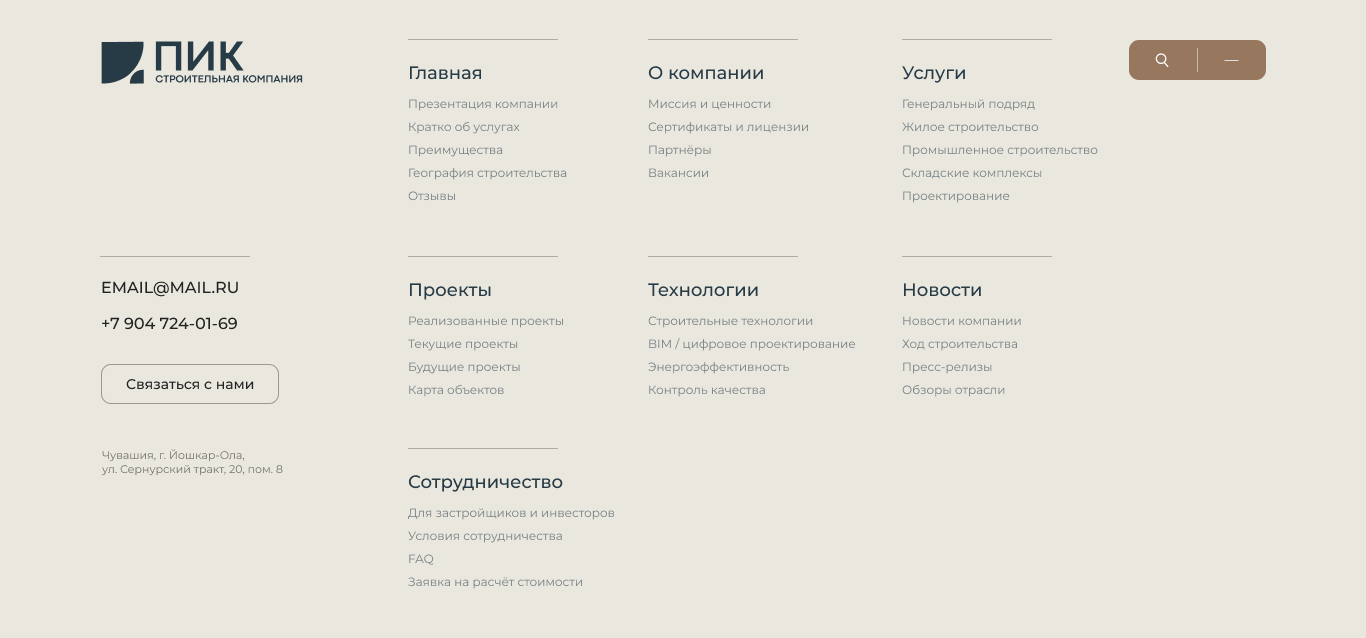 ПИК
СТРОИТЕЛЬНАЯ КОМПАНИЯ
Главная
Презентация компании
Кратко об услугах
Преимущества
География строительства
Отзывы
О компании
Миссия и ценности
Сертификаты и лицензии
Партнёры
Вакансии
Услуги
Генеральный подряд
Жилое строительство
Промышленное строительство
Складские комплексы
Проектирование
EMAIL@MAIL.RU
+7 904 724-01-69
Связаться с нами
Чувашия, г. Йошкар-Ола,
ул. Сернурский тракт, 20, пом. 8
Проекты
Реализованные проекты
Текущие проекты
Будущие проекты
Карта объектов
Технологии
Строительные технологии
BIM / цифровое проектирование
Энергоэффективность
Контроль качества
Новости
Новости компании
Ход строительства
Пресс-релизы
Обзоры отрасли
Сотрудничество
Для застройщиков и инвесторов
Условия сотрудничества
FAQ
Заявка на расчёт стоимости